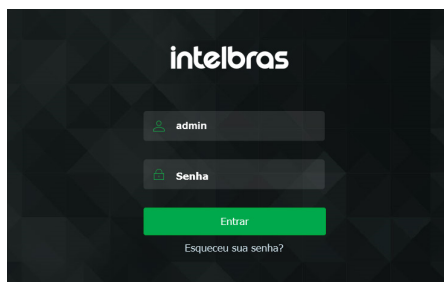 intelbras
admin
Senha
Entrar
Esqueceu sua senha?